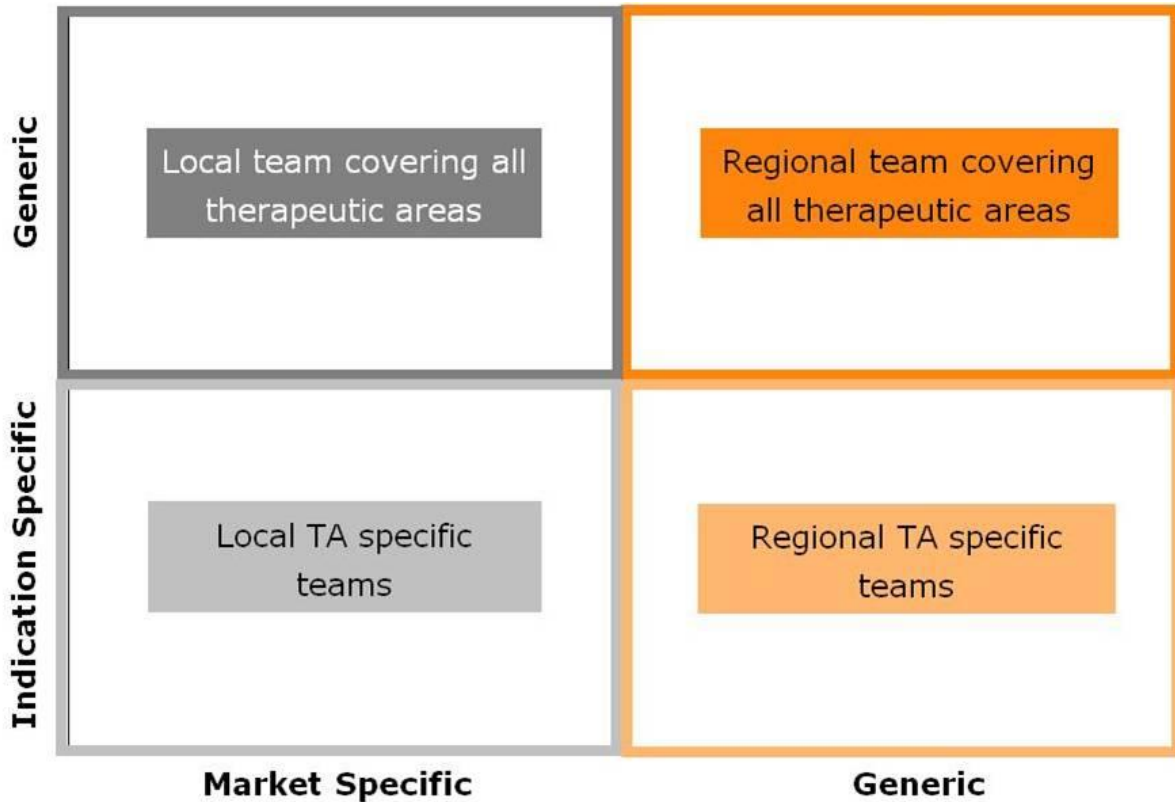 Generic
Local team covering all
therapeutic areas
Regional team covering
all therapeutic areas
Indication Specific
Local TA specific
teams
Regional TA specific
teams
Market Specific
Generic